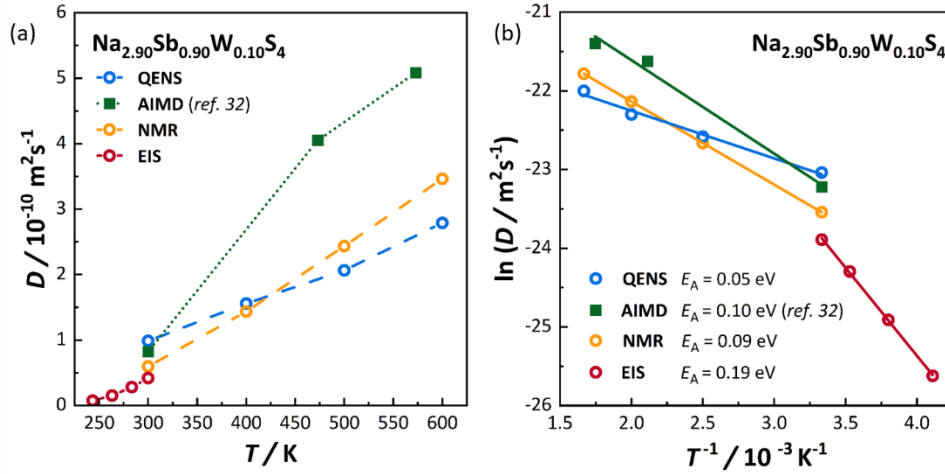 (a)
Na2.90Sb0.90W0.10S4
QENS
AIMD (ref. 32)
NMR
EIS
D / 10⁻¹⁰ m²s⁻¹
6
5
4
3
2
1
0
250 300 350 400 450 500 550 600
T / K
(b)
Na2.90Sb0.90W0.10S4
ln (D / m²s⁻¹)
-21
-22
-23
-24
-25
-26
QENS EA = 0.05 eV
AIMD EA = 0.10 eV (ref. 32)
NMR EA = 0.09 eV
EIS EA = 0.19 eV
1.5 2.0 2.5 3.0 3.5 4.0
T⁻¹ / 10⁻³ K⁻¹